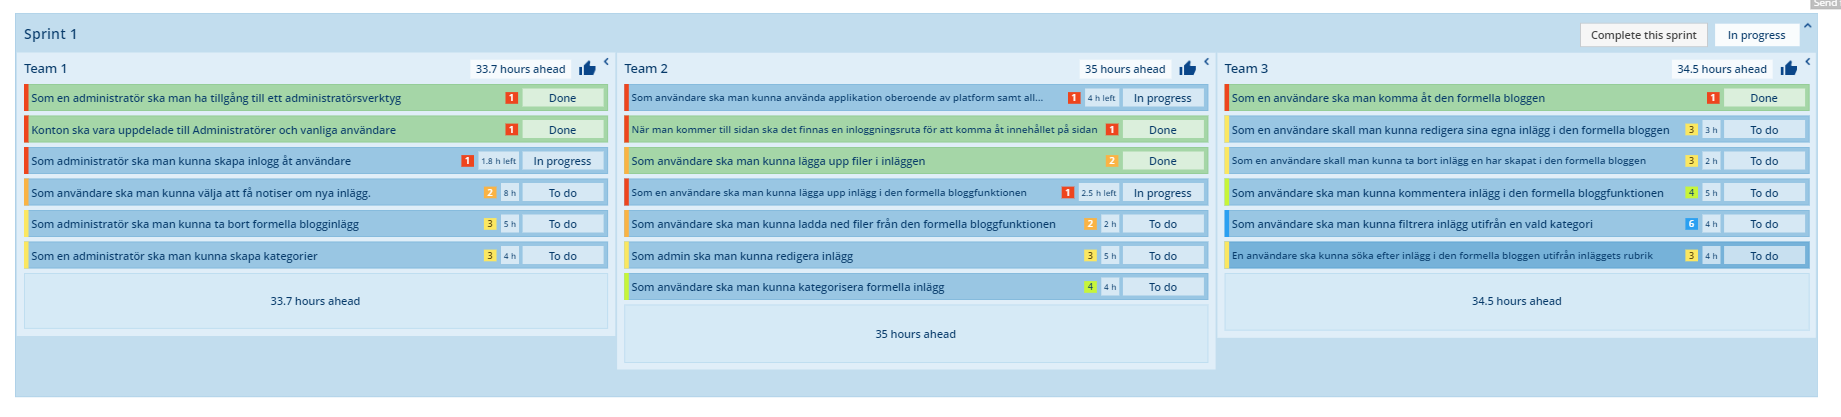 Send
Sprint 1
Complete this sprint
In progress
Team 1
33.7 hours ahead
Som en administratör ska man ha tillgång till ett administratörsverktyg 1 Done
Konton ska vara uppdelade till Administratörer och vanliga användare 1 Done
Som administratör ska man kunna skapa inlogg åt användare 1 1.8 h left In progress
Som användare ska man kunna välja att få notiser om nya inlägg. 2 8 h To do
Som administratör ska man kunna ta bort formella blogginlägg 3 5 h To do
Som en administratör ska man kunna skapa kategorier 3 4 h To do
33.7 hours ahead
Team 2
35 hours ahead
Som användare ska man kunna använda applikation oberoende av platform samt all... 1 4 h left In progress
När man kommer till sidan ska det finnas en inloggningsruta för att komma åt innehållet på sidan 1 Done
Som användare ska man kunna lägga upp filer i inläggen 2 Done
Som en användare ska man kunna lägga upp inlägg i den formella bloggfunktionen 1 2.5 h left In progress
Som användare ska man kunna ladda ned filer från den formella bloggfunktionen 2 2 h To do
Som admin ska man kunna redigera inlägg 3 5 h To do
Som användare ska man kunna kategorisera formella inlägg 4 4 h To do
35 hours ahead
Team 3
34.5 hours ahead
Som en användare ska man komma åt den formella bloggen 1 Done
Som en användare skall man kunna redigera sina egna inlägg i den formella bloggen 3 3 h To do
Som en användare skall man kunna ta bort inlägg en har skapat i den formella bloggen 3 2 h To do
Som användare ska man kunna kommentera inlägg i den formella bloggfunktionen 4 5 h To do
Som användare ska man kunna filtrera inlägg utifrån en vald kategori 6 4 h To do
En användare ska kunna söka efter inlägg i den formella bloggen utifrån inläggets rubrik 3 4 h To do
34.5 hours ahead